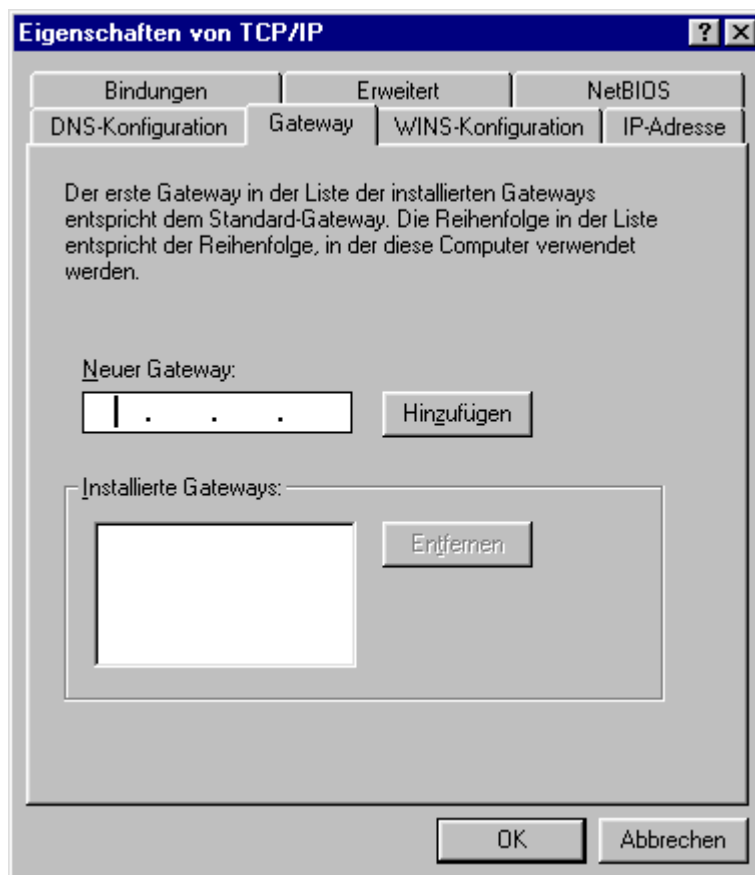 Eigenschaften von TCP/IP
Bindungen
Erweitert
NetBIOS
DNS-Konfiguration
Gateway
WINS-Konfiguration
IP-Adresse
Der erste Gateway in der Liste der installierten Gateways
entspricht dem Standard-Gateway. Die Reihenfolge in der Liste
entspricht der Reihenfolge, in der diese Computer verwendet
werden.
Neuer Gateway:
. . .
Hinzufügen
Installierte Gateways:
Entfernen
OK
Abbrechen